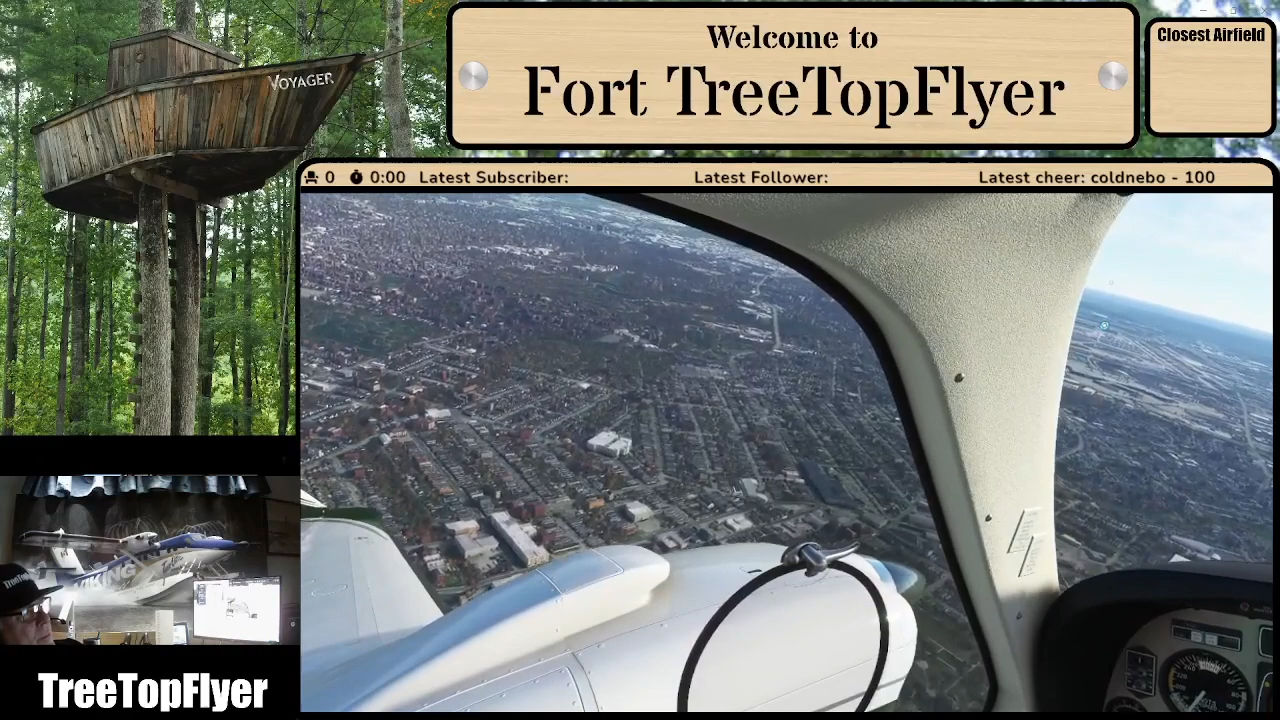 VOYAGER
Welcome to
Fort TreeTopFlyer
Closest Airfield
0 0:00 Latest Subscriber: Latest Follower: Latest cheer: coldnebo - 100
TreeTopFlyer